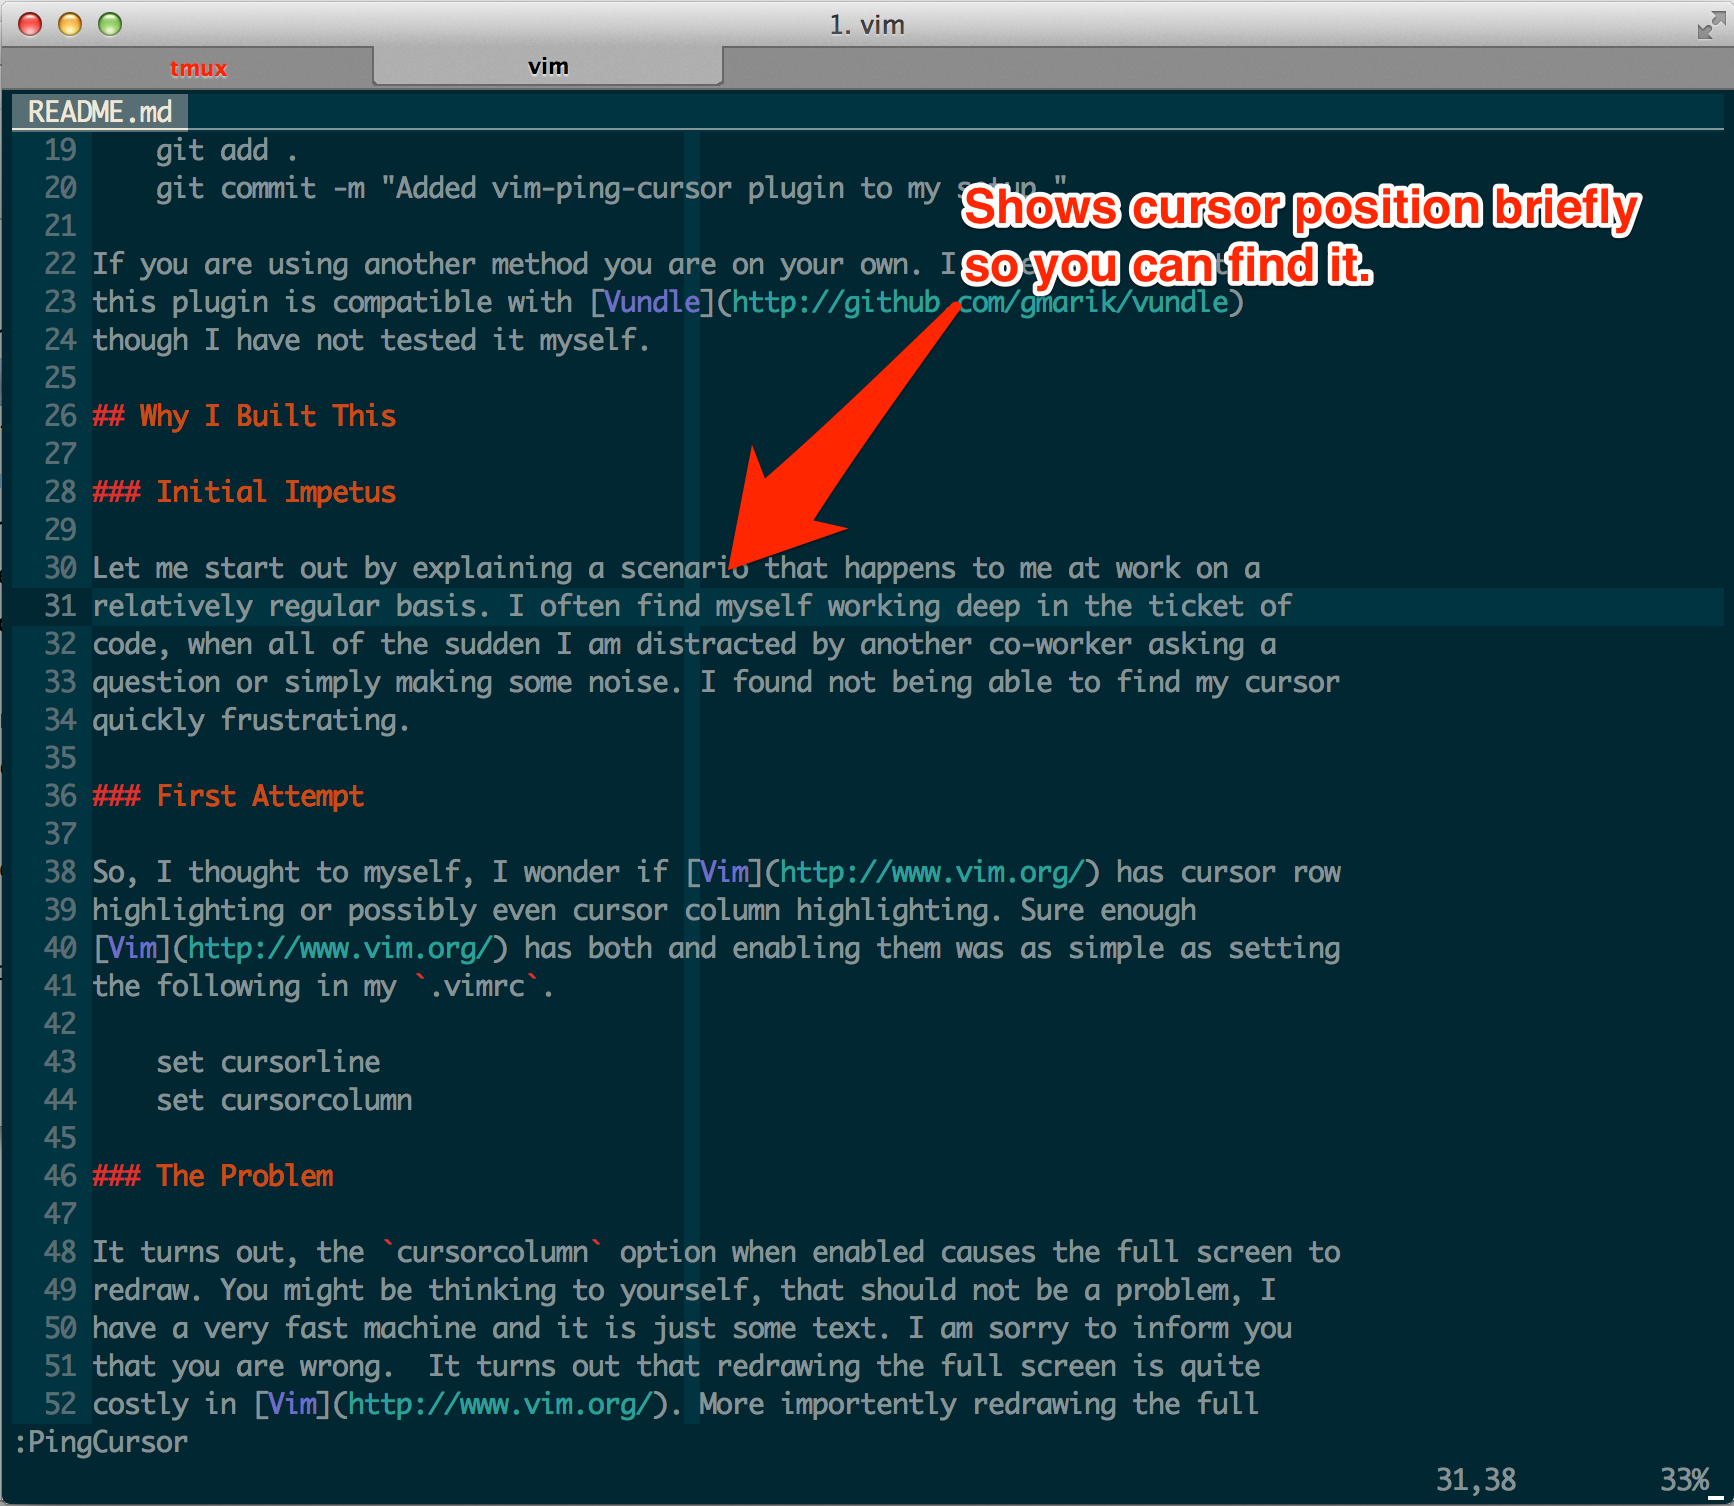 1. vim
tmux
vim
README.md
19 git add .
20 git commit -m "Added vim-ping-cursor plugin to my setup."
Shows cursor position briefly
21
22 If you are using another method you are on your own. I
so you can find it.
23 this plugin is compatible with [Vundle](http://github.com/gmarik/vundle)
24 though I have not tested it myself.
25
26 ## Why I Built This
27
28 ### Initial Impetus
29
30 Let me start out by explaining a scenario that happens to me at work on a
31 relatively regular basis. I often find myself working deep in the ticket of
32 code, when all of the sudden I am distracted by another co-worker asking a
33 question or simply making some noise. I found not being able to find my cursor
34 quickly frustrating.
35
36 ### First Attempt
37
38 So, I thought to myself, I wonder if [Vim](http://www.vim.org/) has cursor row
39 highlighting or possibly even cursor column highlighting. Sure enough
40 [Vim](http://www.vim.org/) has both and enabling them was as simple as setting
41 the following in my `.vimrc`.
42
43 set cursorline
44 set cursorcolumn
45
46 ### The Problem
47
48 It turns out, the `cursorcolumn` option when enabled causes the full screen to
49 redraw. You might be thinking to yourself, that should not be a problem, I
50 have a very fast machine and it is just some text. I am sorry to inform you
51 that you are wrong.  It turns out that redrawing the full screen is quite
52 costly in [Vim](http://www.vim.org/). More importently redrawing the full
:PingCursor
31,38 33%